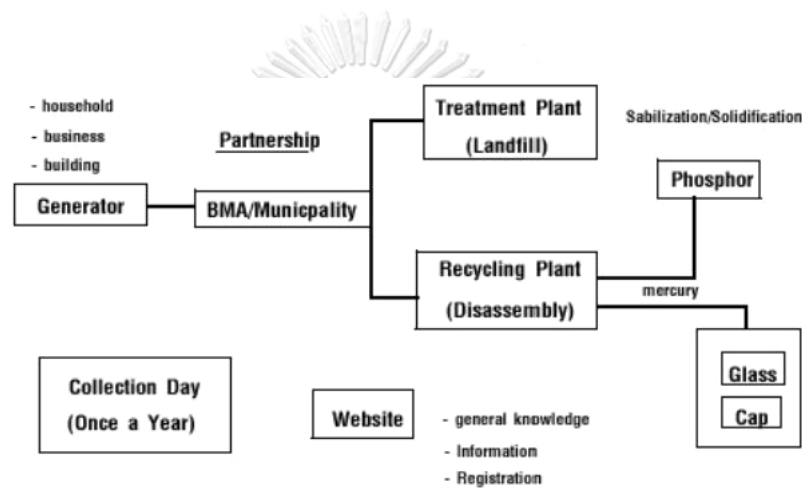 - household
- business
- building
Generator
Partnership
BMA/Municpality
Treatment Plant
(Landfill)
Sabilization/Solidification
Phosphor
Recycling Plant
(Disassembly)
mercury
Glass
Cap
Collection Day
(Once a Year)
Website
- general knowledge
- Information
- Registration